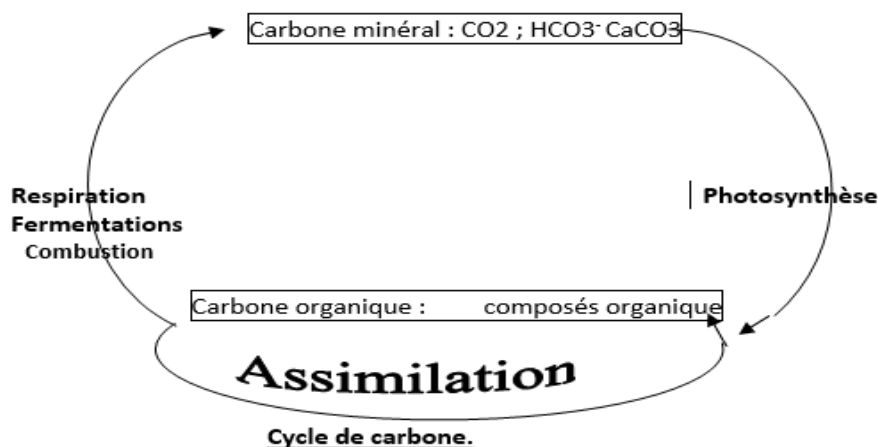 Carbone minéral : CO2 ; HCO3- CaCO3
Respiration
Fermentations
Combustion
Photosynthèse
Carbone organique : composés organique
Assimilation
Cycle de carbone.